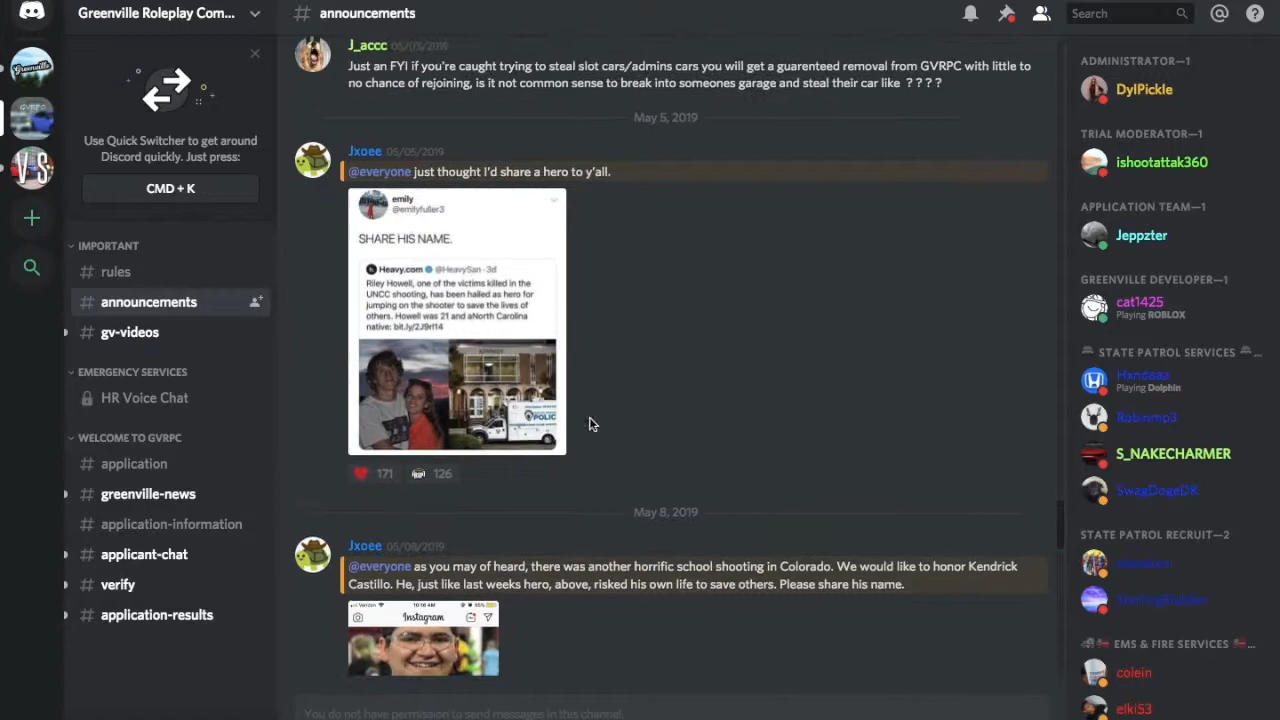 Greenville Roleplay Com...
Use Quick Switcher to get around
Discord quickly. Just press:
CMD + K
IMPORTANT
# rules
# announcements
# gv-videos
EMERGENCY SERVICES
HR Voice Chat
WELCOME TO GVRPC
# application
# greenville-news
# application-information
# applicant-chat
# verify
# application-results
Greenville
GVRPC
VS
# announcements
Search
J_accc 05/05/2019
Just an FYI if you're caught trying to steal slot cars/admins cars you will get a guarenteed removal from GVRPC with little to
no chance of rejoining, is it not common sense to break into someones garage and steal their car like ? ? ? ?
May 5, 2019
Jxoee 05/05/2019
@everyone just thought I'd share a hero to y'all.
emily
@emilyfuller3
SHARE HIS NAME.
Heavy.com @HeavySan · 3d
Riley Howell, one of the victims killed in the
UNCC shooting, has been hailed as hero for
jumping on the shooter to save the lives of
others. Howell was 21 and aNorth Carolina
native: bit.ly/2J9rl14
POLIC
171 126
May 8, 2019
Jxoee 05/08/2019
@everyone as you may of heard, there was another horrific school shooting in Colorado. We would like to honor Kendrick
Castillo. He, just like last weeks hero, above, risked his own life to save others. Please share his name.
Verizon 10:16 AM
Instagram
You do not have permission to send messages in this channel.
ADMINISTRATOR—1
DylPickle
TRIAL MODERATOR—1
ishootattak360
APPLICATION TEAM—1
Jeppzter
GREENVILLE DEVELOPER—1
cat1425
Playing ROBLOX
STATE PATROL SERVICES
Hxndaaa
Playing Dolphin
Robinmp3
S_NAKECHARMER
SwagDogeDK
STATE PATROL RECRUIT—2
EMS & FIRE SERVICES
colein
elki53